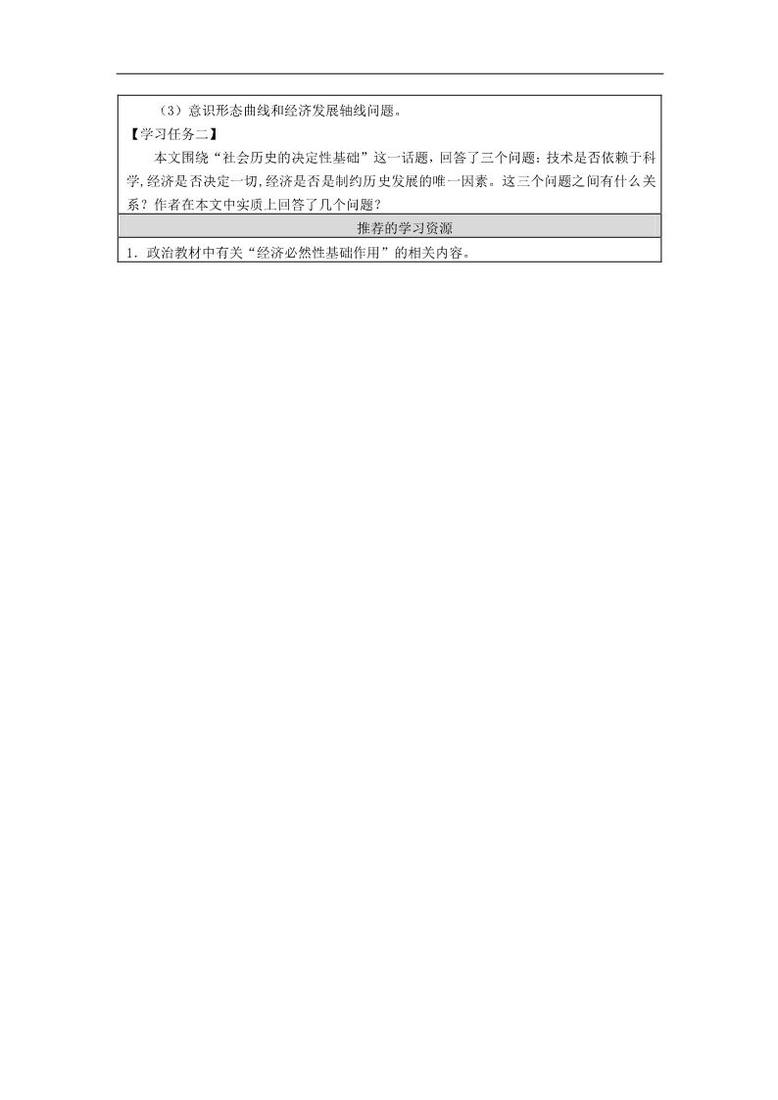 （3）意识形态曲线和经济发展轴线问题。
【学习任务二】
本文围绕“社会历史的决定性基础”这一话题，回答了三个问题：技术是否依赖于科
学,经济是否决定一切,经济是否是制约历史发展的唯一因素。这三个问题之间有什么关
系？作者在本文中实质上回答了几个问题？
推荐的学习资源
1．政治教材中有关“经济必然性基础作用”的相关内容。